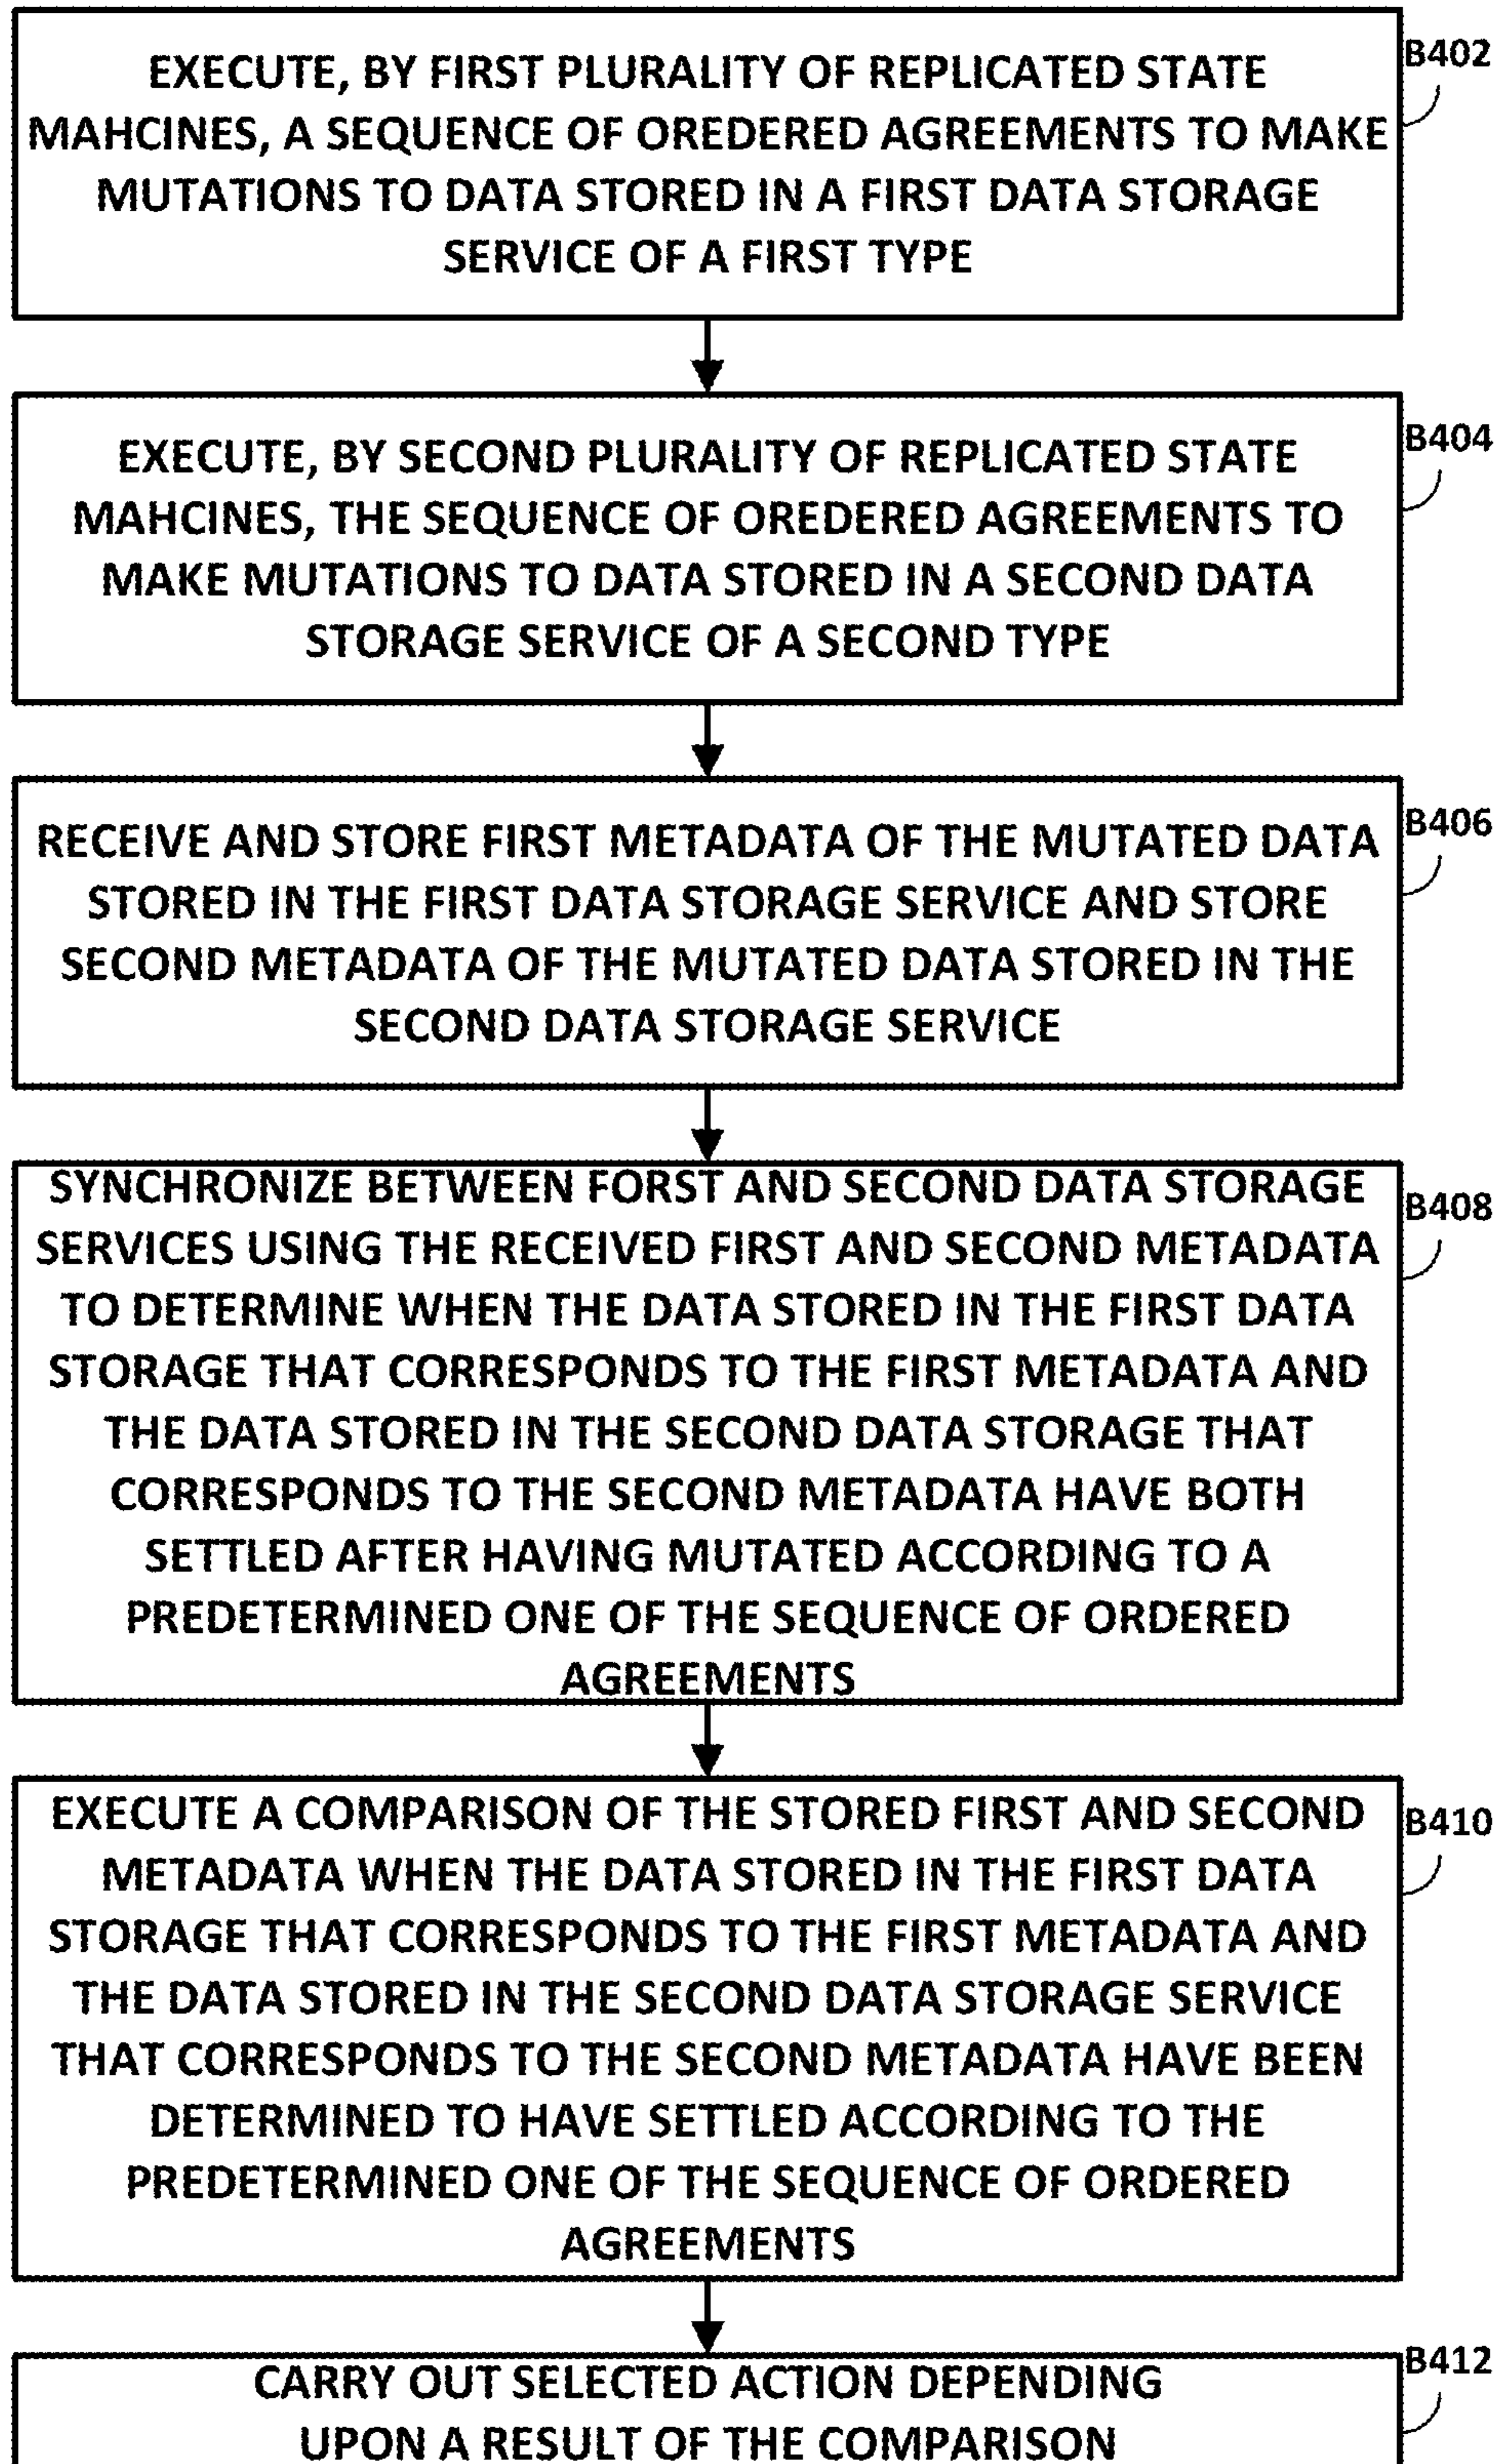 EXECUTE, BY FIRST PLURALITY OF REPLICATED STATE
MAHCINES, A SEQUENCE OF OREDERED AGREEMENTS TO MAKE
MUTATIONS TO DATA STORED IN A FIRST DATA STORAGE
SERVICE OF A FIRST TYPE
B402
EXECUTE, BY SECOND PLURALITY OF REPLICATED STATE
MAHCINES, THE SEQUENCE OF OREDERED AGREEMENTS TO
MAKE MUTATIONS TO DATA STORED IN A SECOND DATA
STORAGE SERVICE OF A SECOND TYPE
B404
RECEIVE AND STORE FIRST METADATA OF THE MUTATED DATA
STORED IN THE FIRST DATA STORAGE SERVICE AND STORE
SECOND METADATA OF THE MUTATED DATA STORED IN THE
SECOND DATA STORAGE SERVICE
B406
SYNCHRONIZE BETWEEN FORST AND SECOND DATA STORAGE
SERVICES USING THE RECEIVED FIRST AND SECOND METADATA
TO DETERMINE WHEN THE DATA STORED IN THE FIRST DATA
STORAGE THAT CORRESPONDS TO THE FIRST METADATA AND
THE DATA STORED IN THE SECOND DATA STORAGE THAT
CORRESPONDS TO THE SECOND METADATA HAVE BOTH
SETTLED AFTER HAVING MUTATED ACCORDING TO A
PREDETERMINED ONE OF THE SEQUENCE OF ORDERED
AGREEMENTS
B408
EXECUTE A COMPARISON OF THE STORED FIRST AND SECOND
METADATA WHEN THE DATA STORED IN THE FIRST DATA
STORAGE THAT CORRESPONDS TO THE FIRST METADATA AND
THE DATA STORED IN THE SECOND DATA STORAGE SERVICE
THAT CORRESPONDS TO THE SECOND METADATA HAVE BEEN
DETERMINED TO HAVE SETTLED ACCORDING TO THE
PREDETERMINED ONE OF THE SEQUENCE OF ORDERED
AGREEMENTS
B410
CARRY OUT SELECTED ACTION DEPENDING
UPON A RESULT OF THE COMPARISON
B412